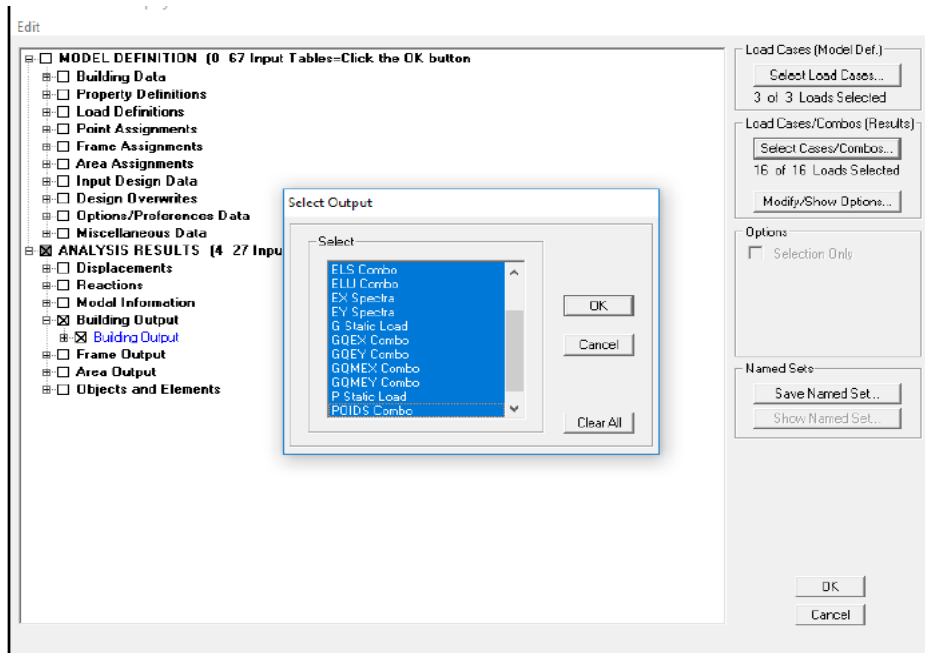 Edit
MODEL DEFINITION (0 67 Input Tables=Click the OK button
Building Data
Property Definitions
Load Definitions
Point Assignments
Frame Assignments
Area Assignments
Input Design Data
Design Overwrites
Options/Preferences Data
Miscellaneous Data
ANALYSIS RESULTS (4 27 Inpu
Displacements
Reactions
Modal Information
Building Output
Building Output
Frame Output
Area Output
Objects and Elements
Select Output
Select
ELS Combo
ELU Combo
EX Spectra
EY Spectra
G Static Load
GQEX Combo
GQEY Combo
GQMEX Combo
GQMEY Combo
P Static Load
POIDS Combo
OK
Cancel
Clear All
Load Cases (Model Def.)
Select Load Cases...
3 of 3 Loads Selected
Load Cases/Combos (Results)
Select Cases/Combos...
16 of 16 Loads Selected
Modify/Show Options...
Options
Selection Only
Named Sets
Save Named Set...
Show Named Set...
OK
Cancel